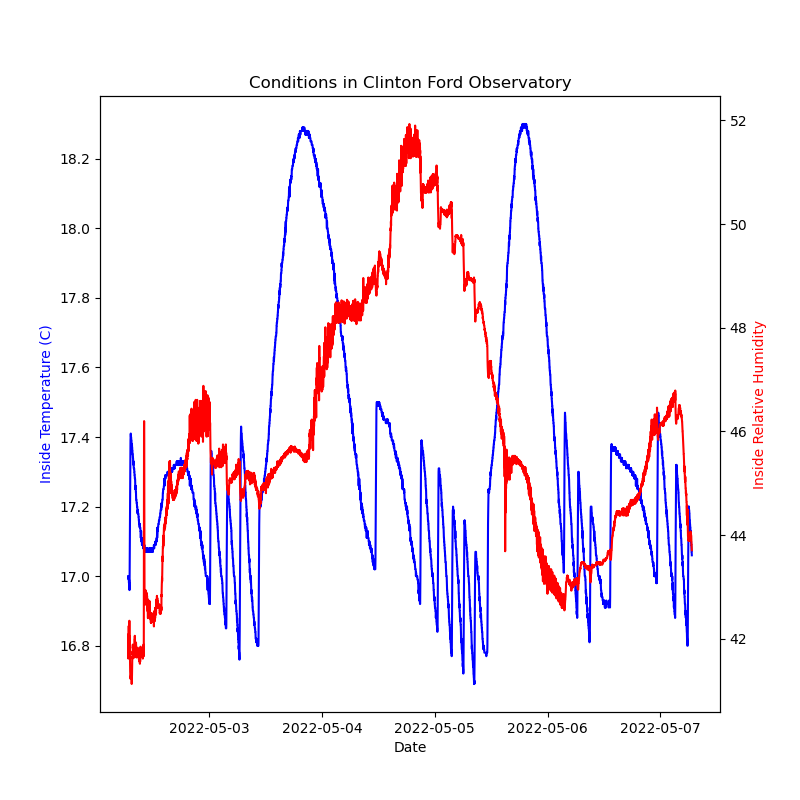 Conditions in Clinton Ford Observatory
18.2
18.0
17.8
17.6
17.4
17.2
17.0
16.8
Inside Temperature (C)
52
50
48
46
44
42
Inside Relative Humidity
2022-05-03 2022-05-04 2022-05-05 2022-05-06 2022-05-07
Date